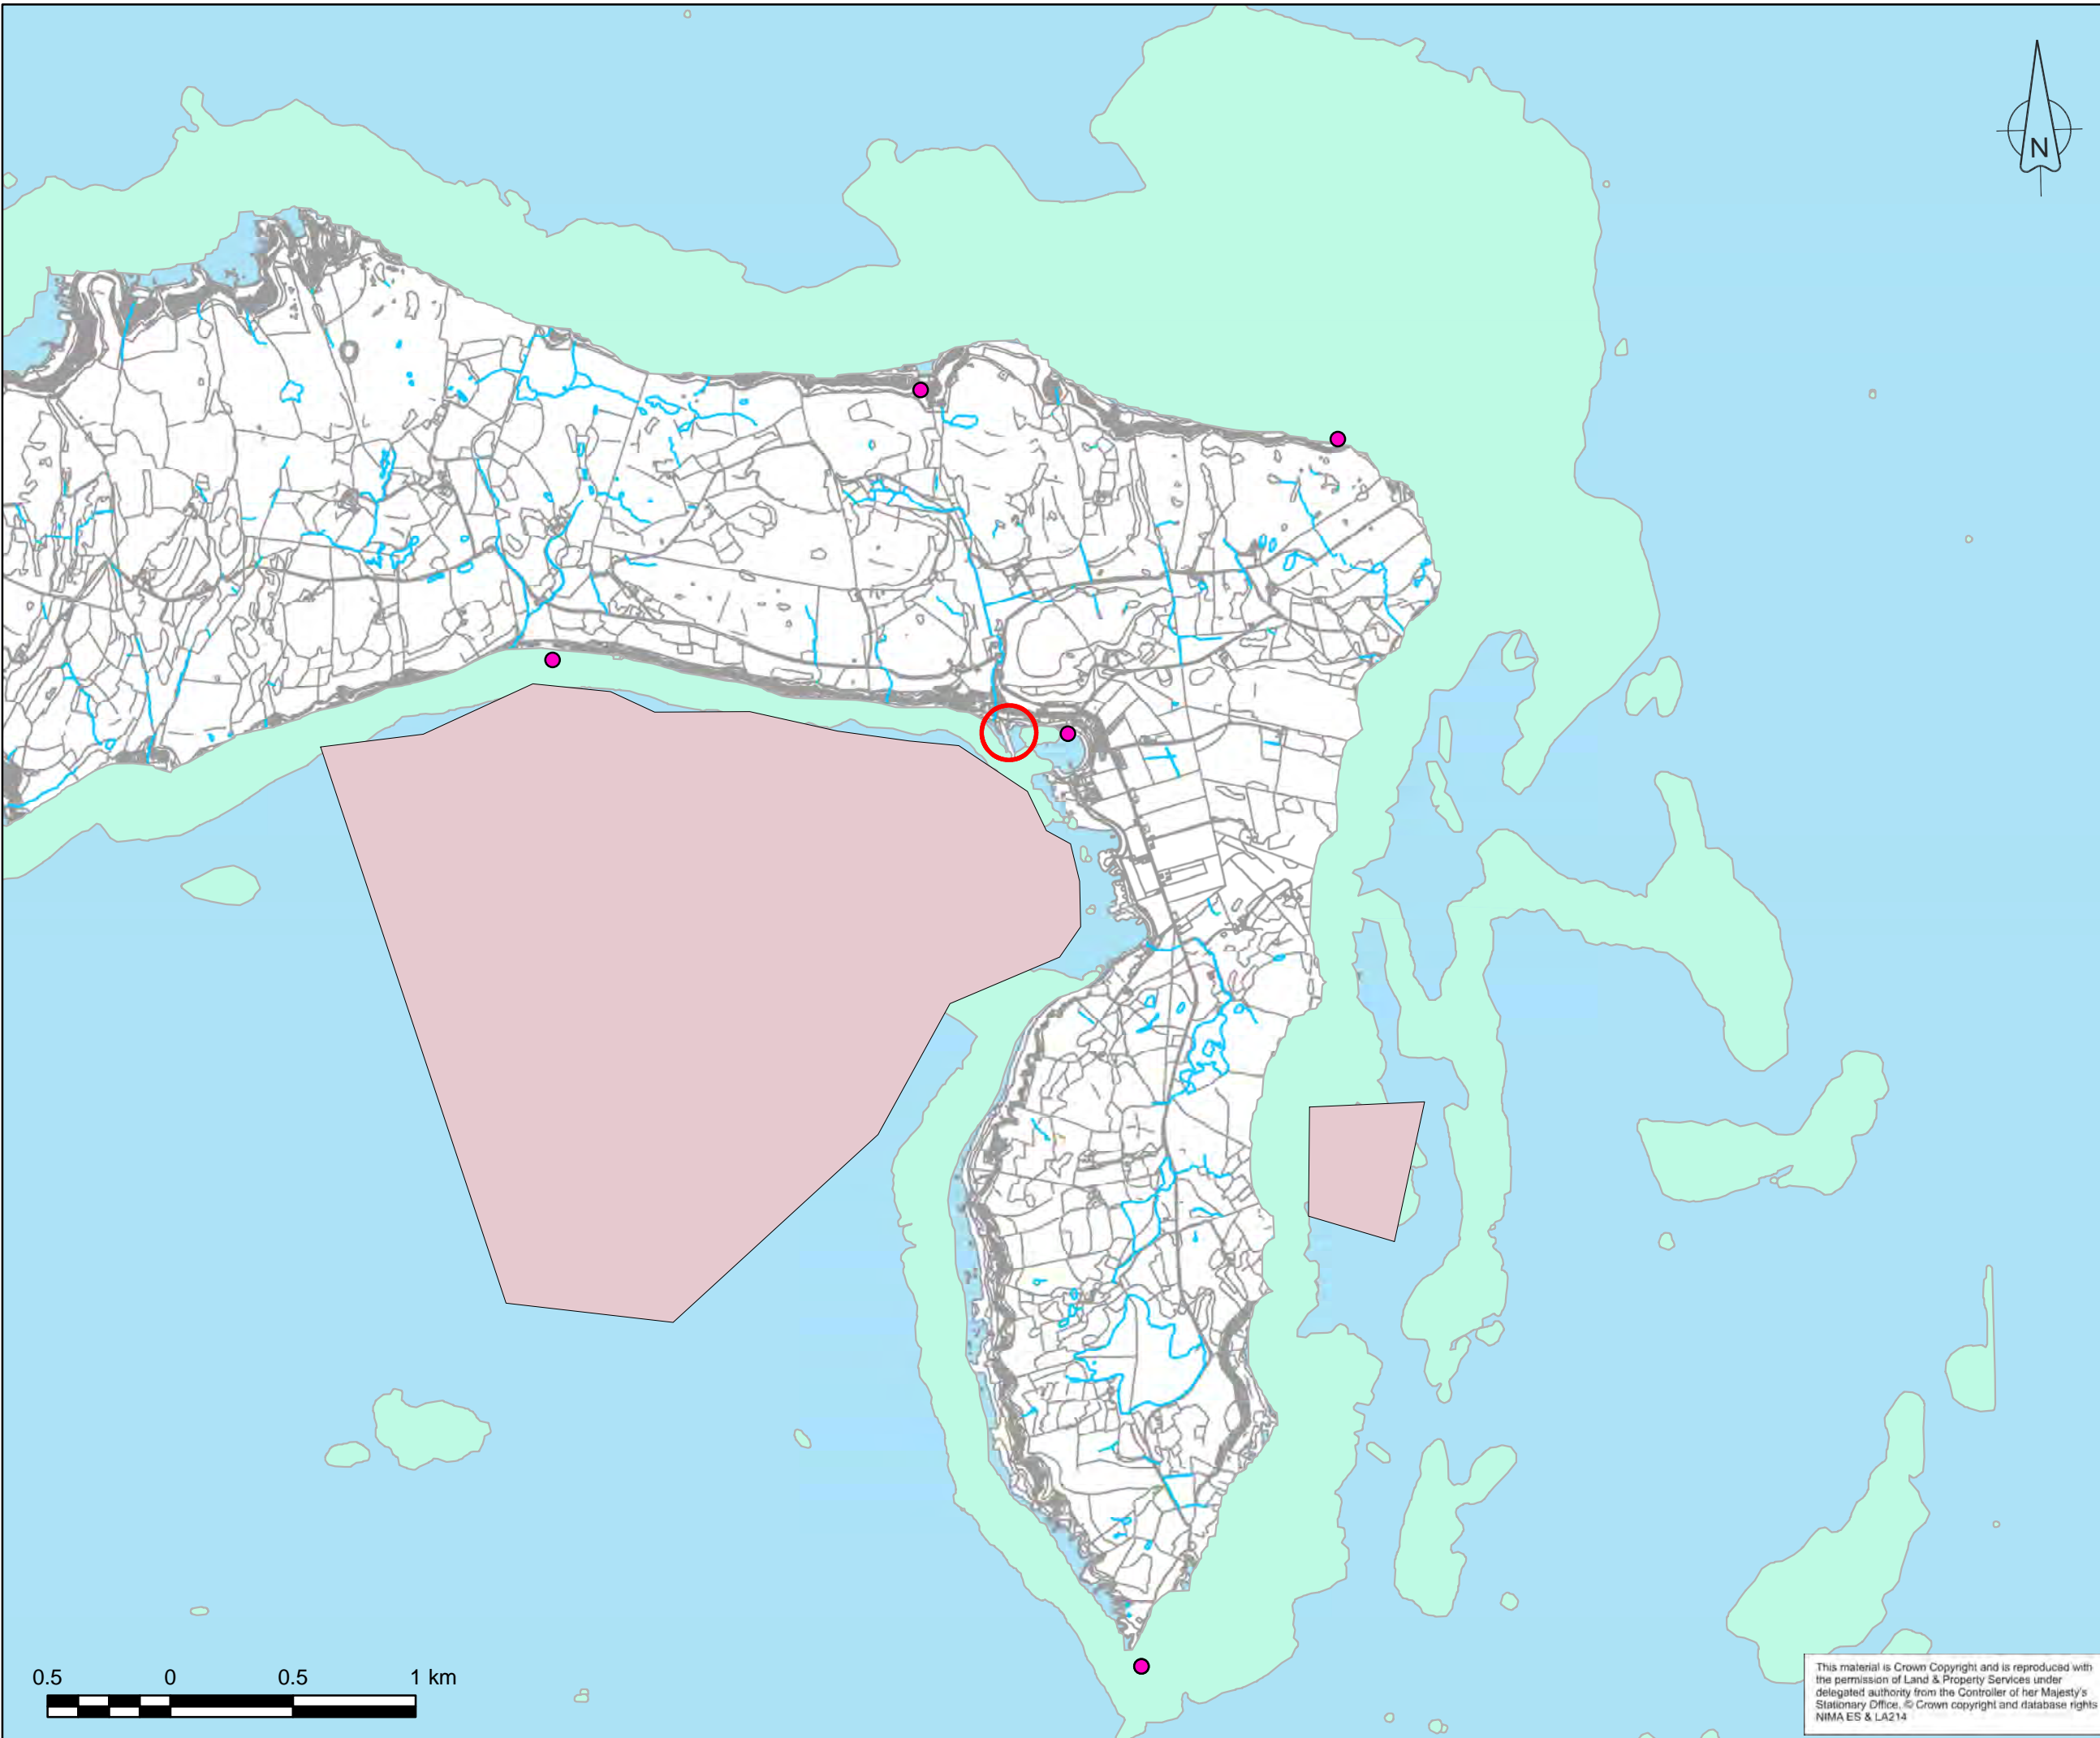 N
0.5 0 0.5 1 km
This material is Crown Copyright and is reproduced with
the permission of Land & Property Services under
delegated authority from the Controller of her Majesty's
Stationary Office, © Crown copyright and database rights
NIMA ES & LA214